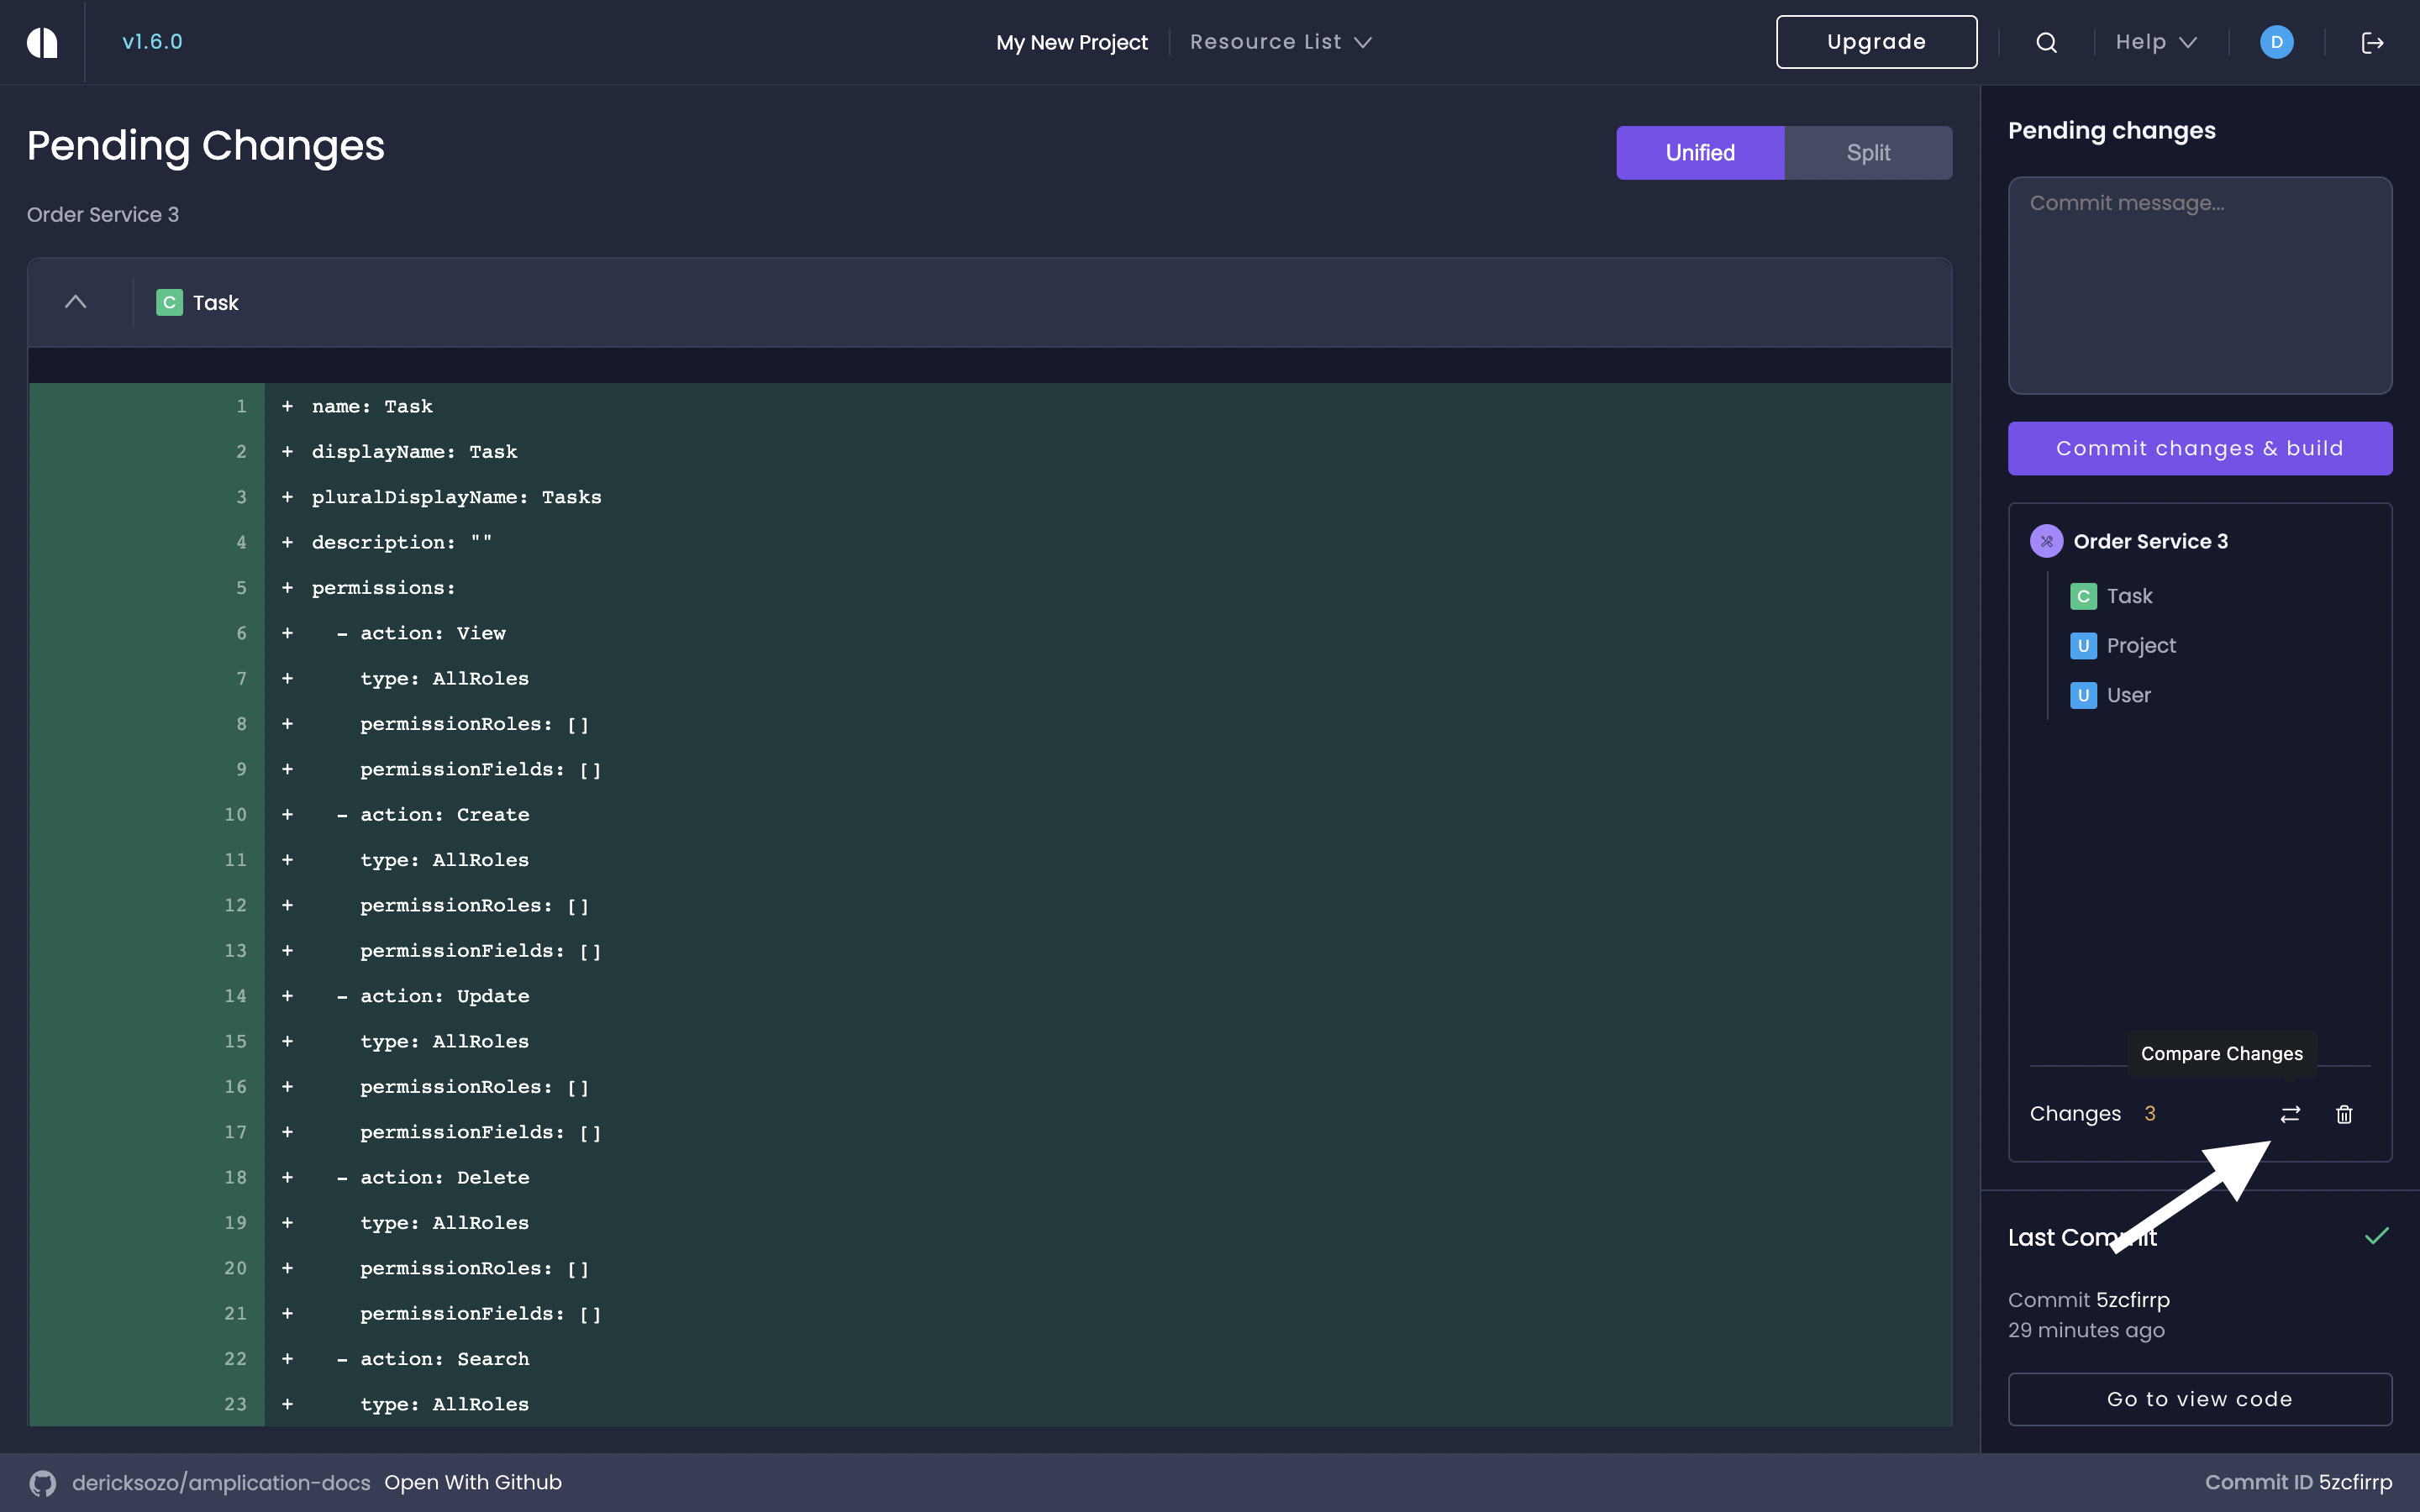 v1.6.0
My New Project
Resource List
Upgrade
Help
D
Pending Changes
Unified
Split
Order Service 3
C Task
1 + name: Task
2 + displayName: Task
3 + pluralDisplayName: Tasks
4 + description: ""
5 + permissions:
6 + - action: View
7 + type: AllRoles
8 + permissionRoles: []
9 + permissionFields: []
10 + - action: Create
11 + type: AllRoles
12 + permissionRoles: []
13 + permissionFields: []
14 + - action: Update
15 + type: AllRoles
16 + permissionRoles: []
17 + permissionFields: []
18 + - action: Delete
19 + type: AllRoles
20 + permissionRoles: []
21 + permissionFields: []
22 + - action: Search
23 + type: AllRoles
Pending changes
Commit message...
Commit changes & build
Order Service 3
C Task
U Project
U User
Compare Changes
Changes 3
Last Commit
Commit 5zcfirrp
29 minutes ago
Go to view code
dericksozo/amplication-docs Open With Github
Commit ID 5zcfirrp